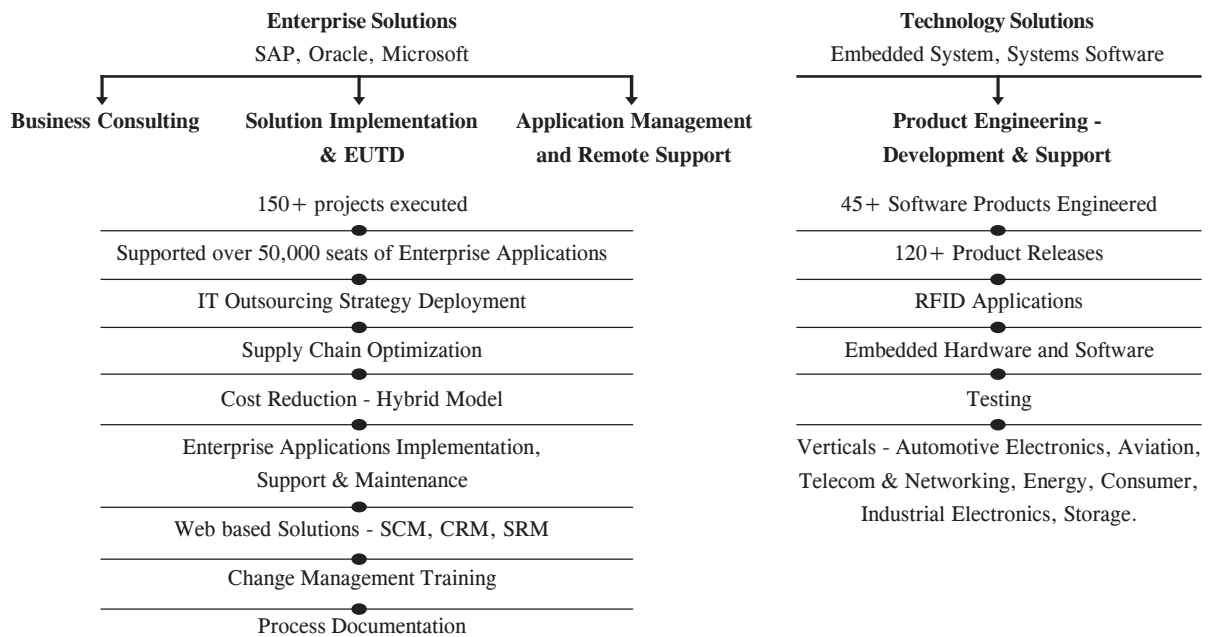 Enterprise Solutions
SAP, Oracle, Microsoft
Business Consulting
Solution Implementation
& EUTD
Application Management
and Remote Support
150+ projects executed
Supported over 50,000 seats of Enterprise Applications
IT Outsourcing Strategy Deployment
Supply Chain Optimization
Cost Reduction - Hybrid Model
Enterprise Applications Implementation,
Support & Maintenance
Web based Solutions - SCM, CRM, SRM
Change Management Training
Process Documentation
Technology Solutions
Embedded System, Systems Software
Product Engineering -
Development & Support
45+ Software Products Engineered
120+ Product Releases
RFID Applications
Embedded Hardware and Software
Testing
Verticals - Automotive Electronics, Aviation,
Telecom & Networking, Energy, Consumer,
Industrial Electronics, Storage.